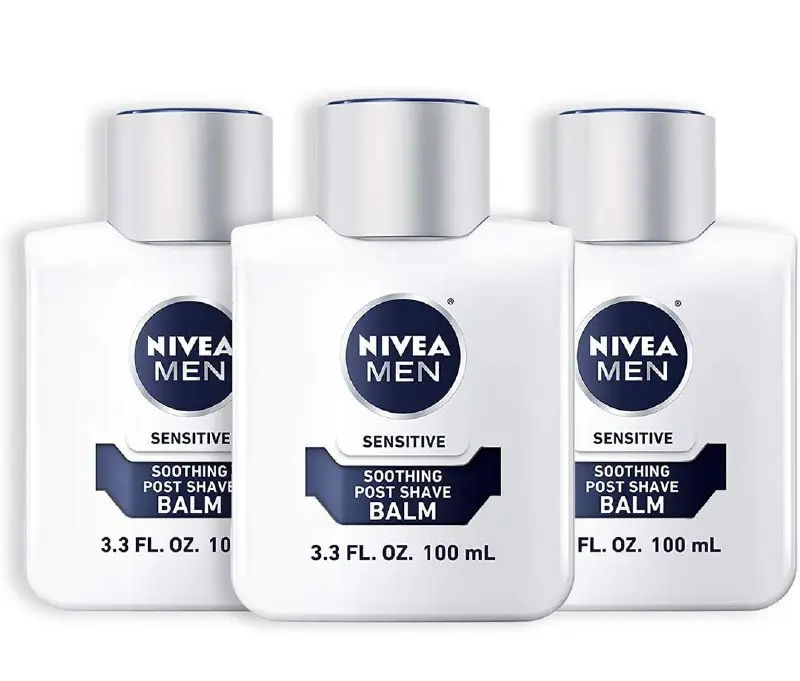 NIVEA
MEN
SENSITIVE
SOOTHING
POST SHAVE
BALM
3.3 FL. OZ. 10
®
NIVEA
MEN
SENSITIVE
SOOTHING
POST SHAVE
BALM
3.3 FL. OZ. 100 mL
®
NIVEA
MEN
SENSITIVE
SOOTHING
POST SHAVE
BALM
FL. OZ. 100 mL